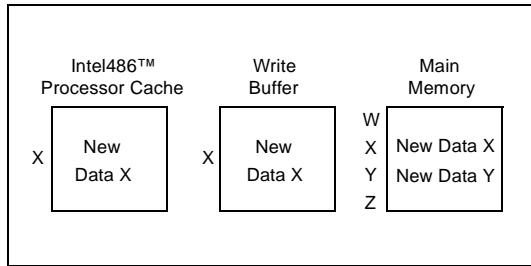 Intel486™
Processor Cache
X
New
Data X
Write
Buffer
X
New
Data X
Main
Memory
W
X New Data X
Y New Data Y
Z